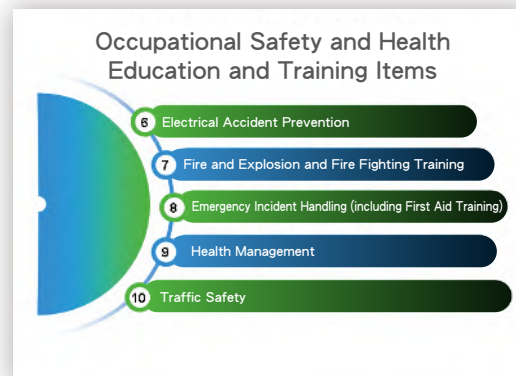 Occupational Safety and Health
Education and Training Items
6 Electrical Accident Prevention
7 Fire and Explosion and Fire Fighting Training
8 Emergency Incident Handling (including First Aid Training)
9 Health Management
10 Traffic Safety